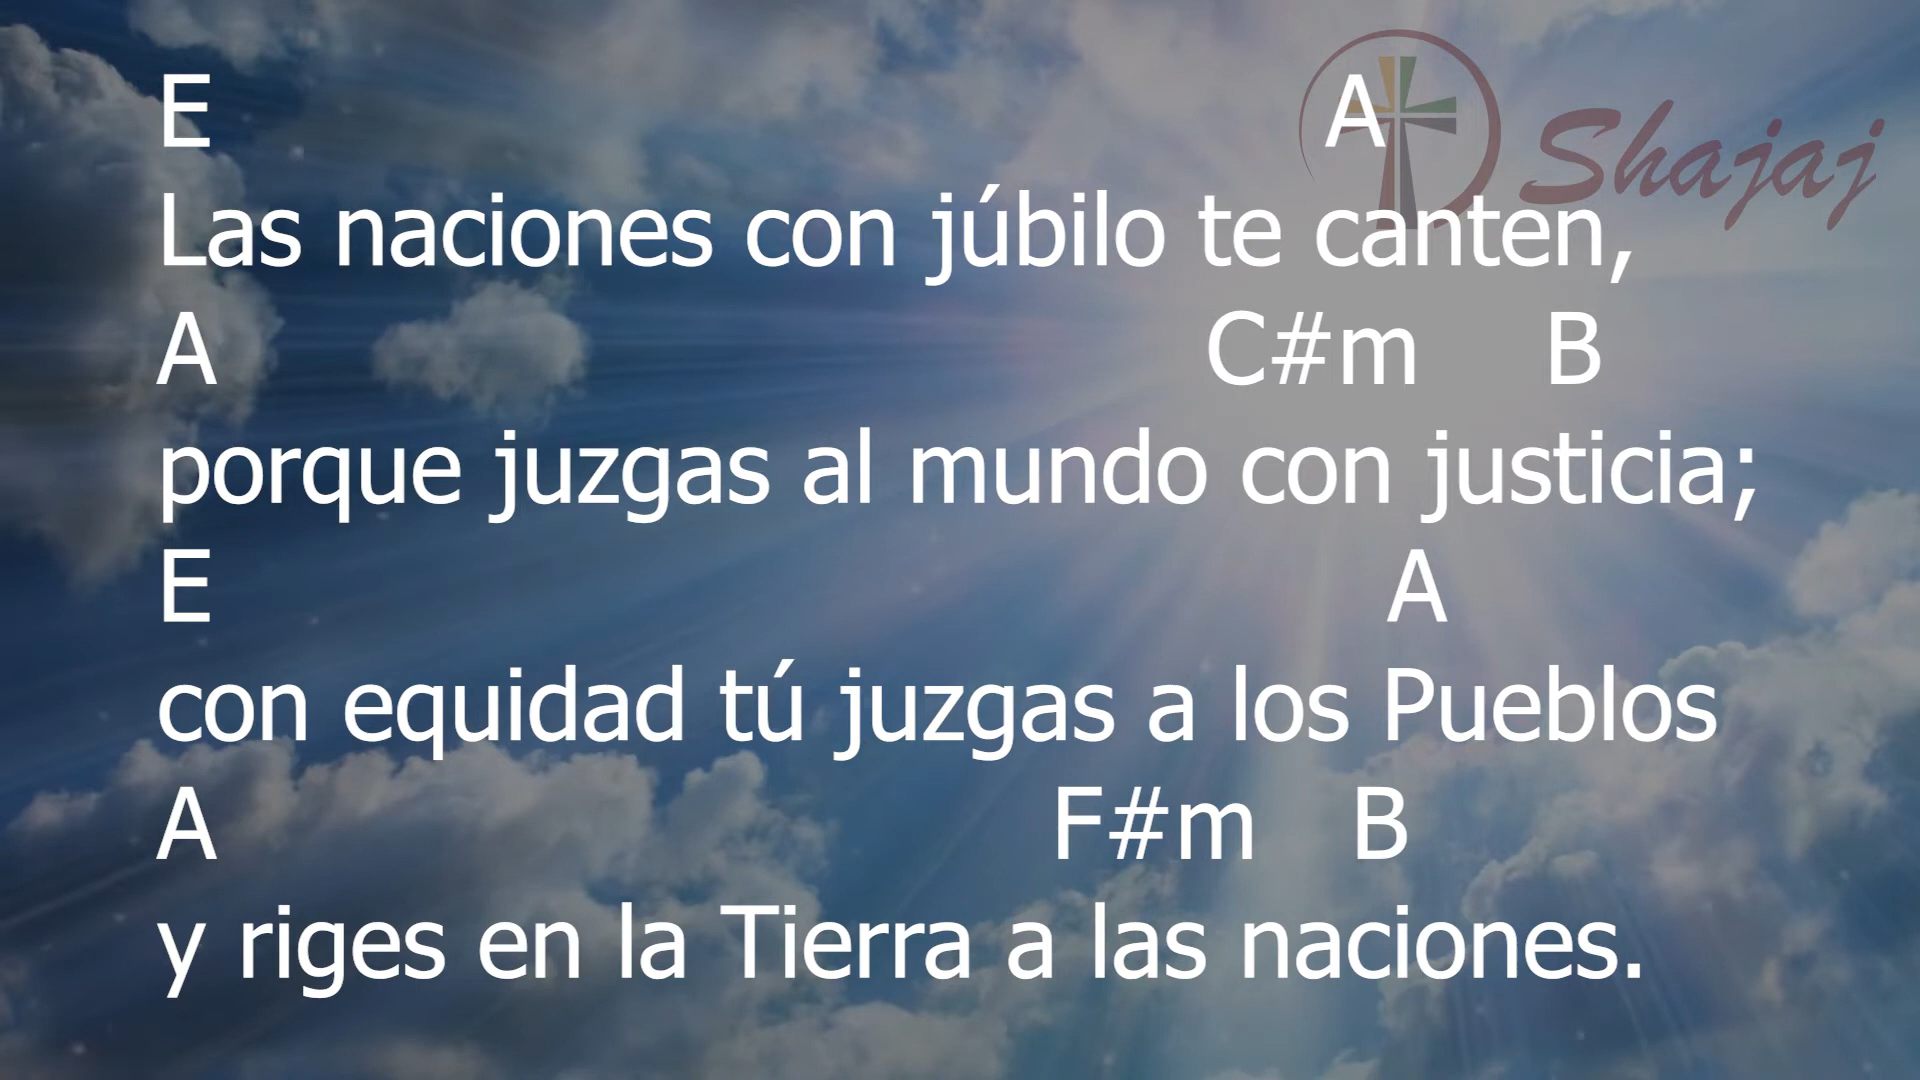 E A
Shajaj
Las naciones con júbilo te canten,
A C#m B
porque juzgas al mundo con justicia;
E A
con equidad tú juzgas a los Pueblos
A F#m B
y riges en la Tierra a las naciones.